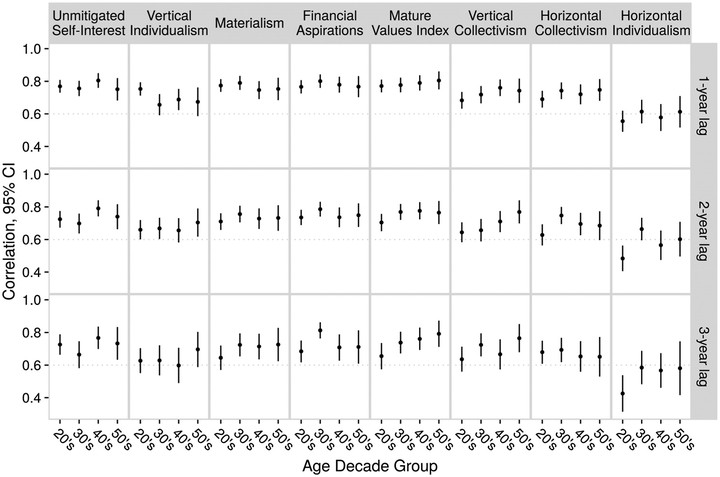 Unmitigated Self-Interest
Vertical Individualism
Materialism
Financial Aspirations
Mature Values Index
Vertical Collectivism
Horizontal Collectivism
Horizontal Individualism
Correlation, 95% CI
1.0
0.8
0.6
0.4
1-year lag
1.0
0.8
0.6
0.4
2-year lag
1.0
0.8
0.6
0.4
3-year lag
20's 30's 40's 50's 20's 30's 40's 50's 20's 30's 40's 50's 20's 30's 40's 50's 20's 30's 40's 50's 20's 30's 40's 50's 20's 30's 40's 50's 20's 30's 40's 50's
Age Decade Group